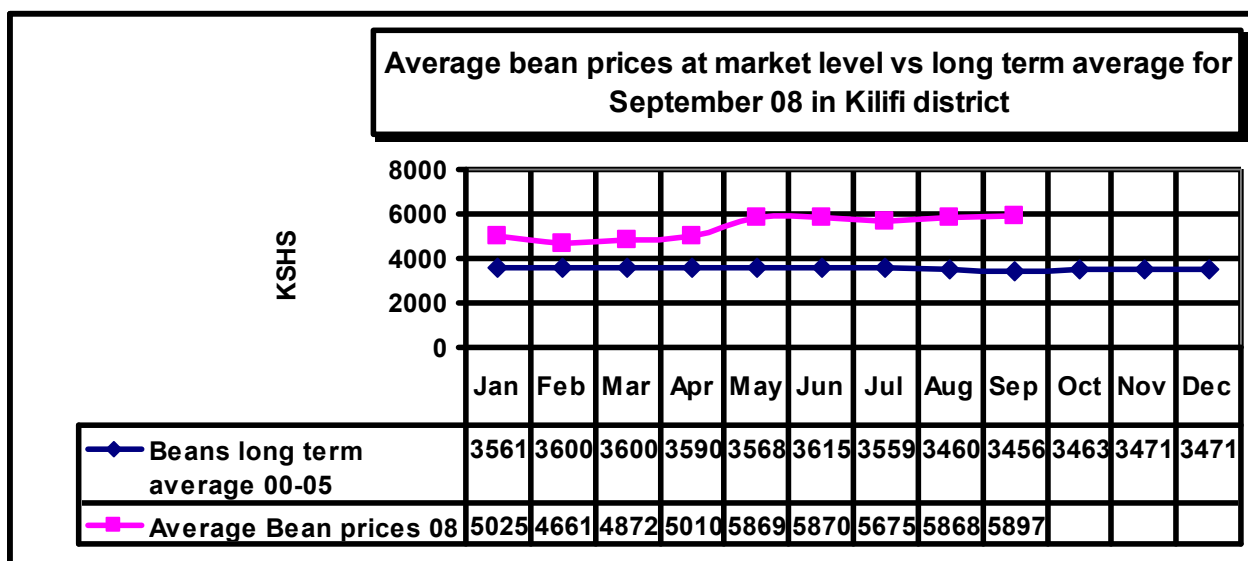 Average bean prices at market level vs long term average for
September 08 in Kilifi district
KSHS
8000
6000
4000
2000
0
Jan Feb Mar Apr May Jun Jul Aug Sep Oct Nov Dec
Beans long term
average 00-05
3561 3600 3600 3590 3568 3615 3559 3460 3456 3463 3471 3471
Average Bean prices 08 5025 4661 4872 5010 5869 5870 5675 5868 5897